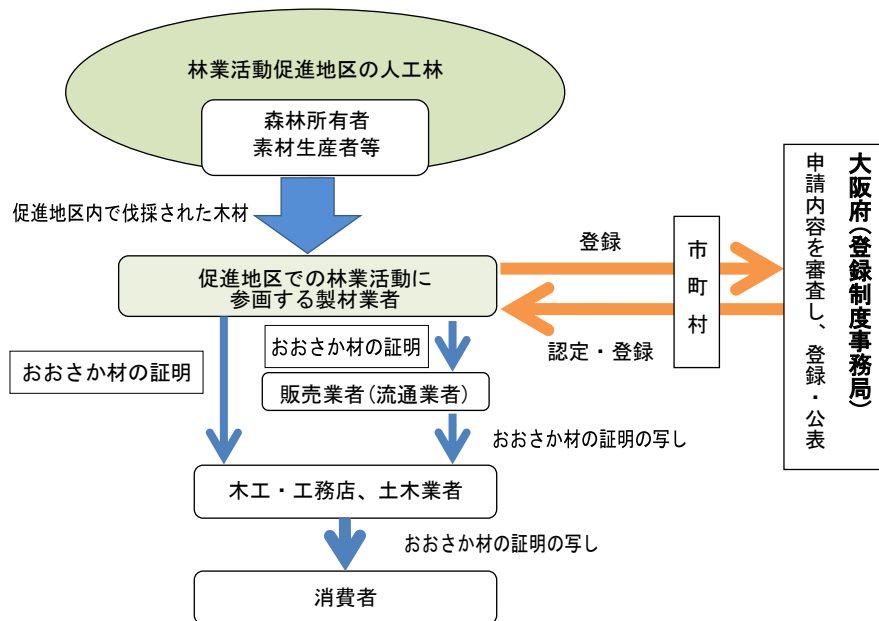 林業活動促進地区の人工林
森林所有者
素材生産者等
促進地区内で伐採された木材
促進地区での林業活動に
参画する製材業者
登録
認定・登録
市町村
大阪府（登録制度事務局）
申請内容を審査し、登録・公表
おおさか材の証明
おおさか材の証明
販売業者（流通業者）
おおさか材の証明の写し
木工・工務店、土木業者
おおさか材の証明の写し
消費者